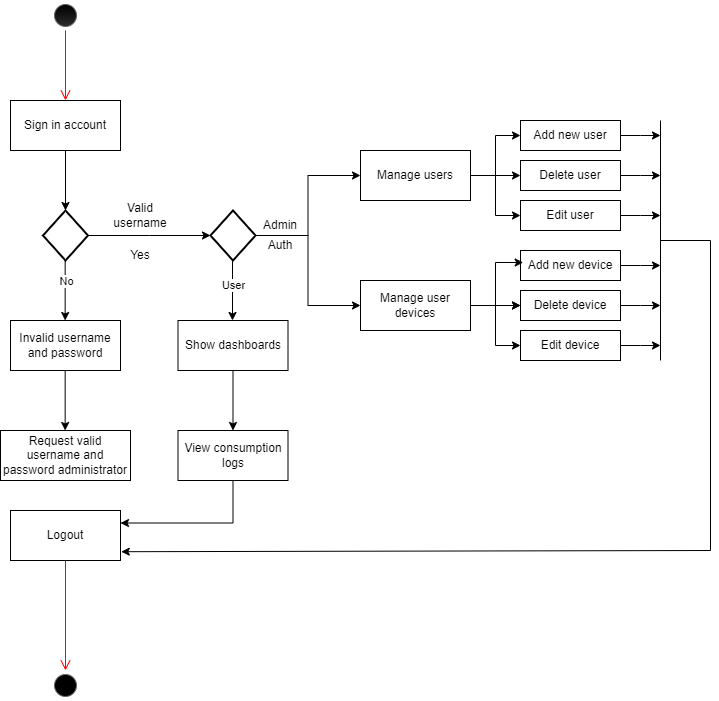 Sign in account
Valid
username
Yes
No
Admin
Auth
User
Manage users
Add new user
Delete user
Edit user
Manage user
devices
Add new device
Delete device
Edit device
Invalid username
and password
Show dashboards
Request valid
username and
password administrator
View consumption
logs
Logout